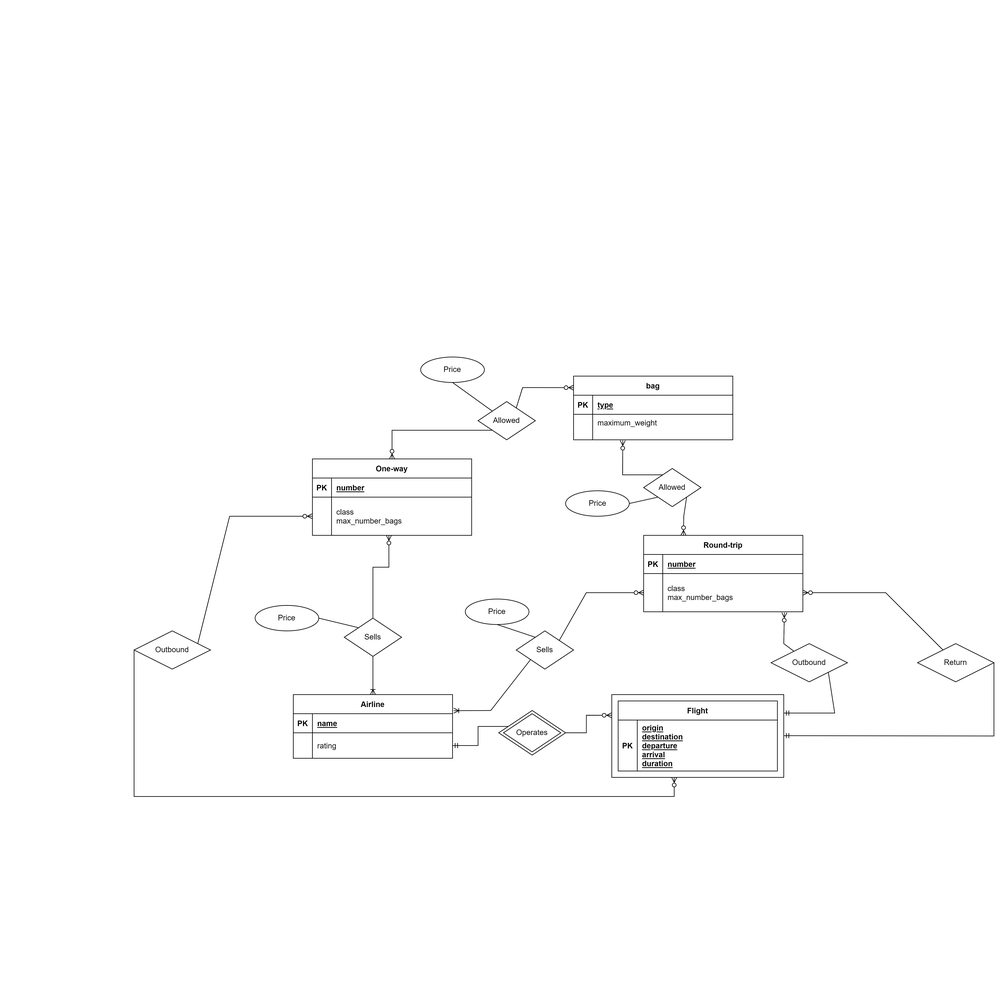 Price
bag
PK type
maximum_weight
Allowed
One-way
PK number
class
max_number_bags
Allowed
Price
Round-trip
PK number
class
max_number_bags
Price
Price
Sells
Sells
Outbound
Outbound
Return
Airline
PK name
rating
Operates
Flight
PK
origin
destination
departure
arrival
duration